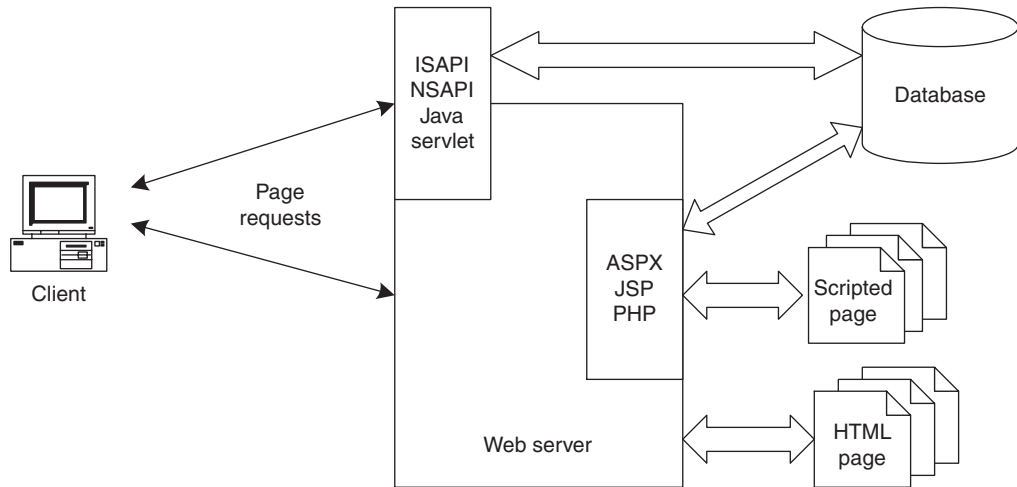 ISAPI
NSAPI
Java
servlet
Database
Page
requests
Client
ASPX
JSP
PHP
Scripted
page
Web server
HTML
page